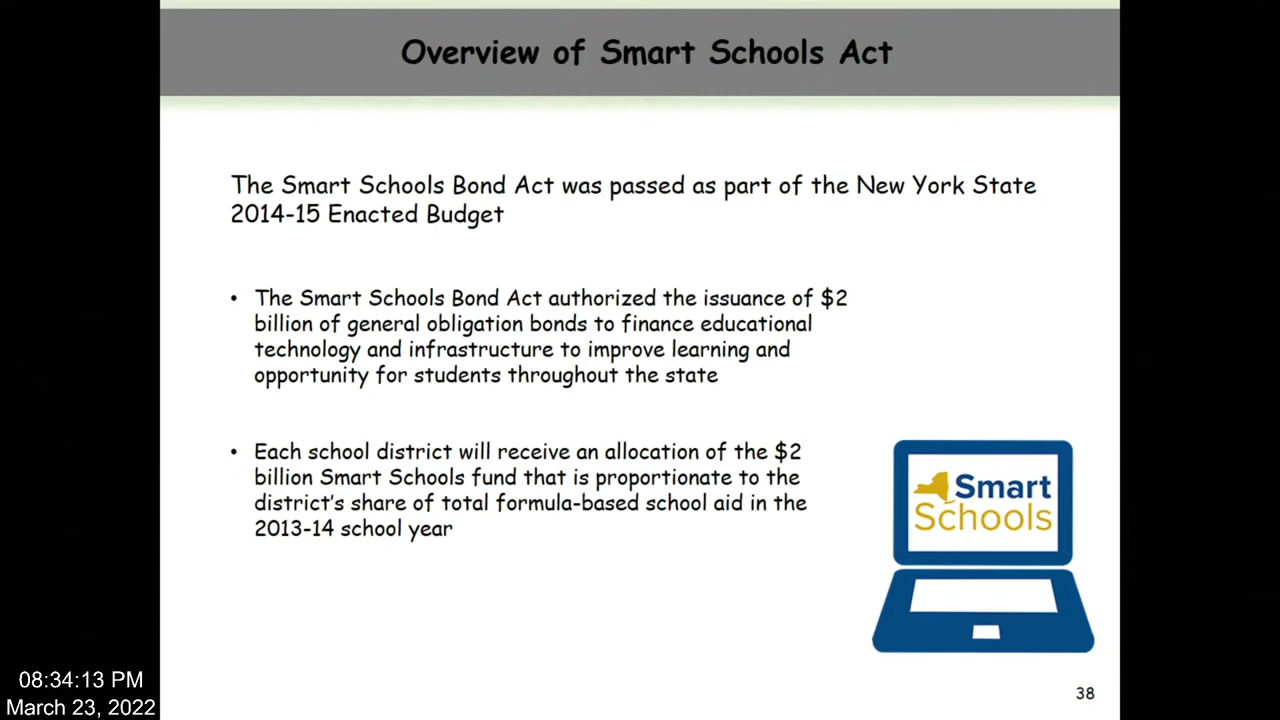 Overview of Smart Schools Act
The Smart Schools Bond Act was passed as part of the New York State
2014-15 Enacted Budget
• The Smart Schools Bond Act authorized the issuance of $2
billion of general obligation bonds to finance educational
technology and infrastructure to improve learning and
opportunity for students throughout the state
• Each school district will receive an allocation of the $2
billion Smart Schools fund that is proportionate to the
district's share of total formula-based school aid in the
2013-14 school year
Smart
Schools
38
08:34:13 PM
March 23, 2022